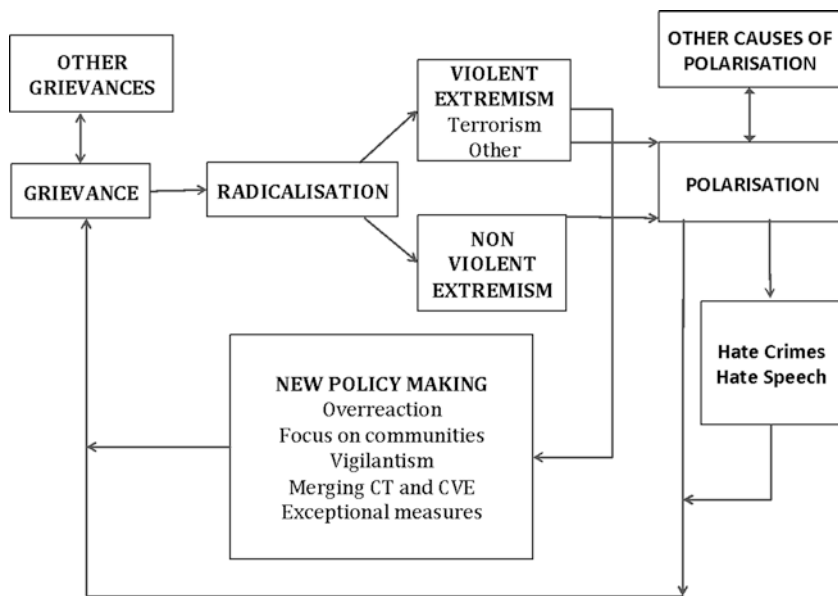 OTHER
GRIEVANCES
GRIEVANCE
RADICALISATION
VIOLENT
EXTREMISM
Terrorism
Other
NON
VIOLENT
EXTREMISM
OTHER CAUSES OF
POLARISATION
POLARISATION
Hate Crimes
Hate Speech
NEW POLICY MAKING
Overreaction
Focus on communities
Vigilantism
Merging CT and CVE
Exceptional measures